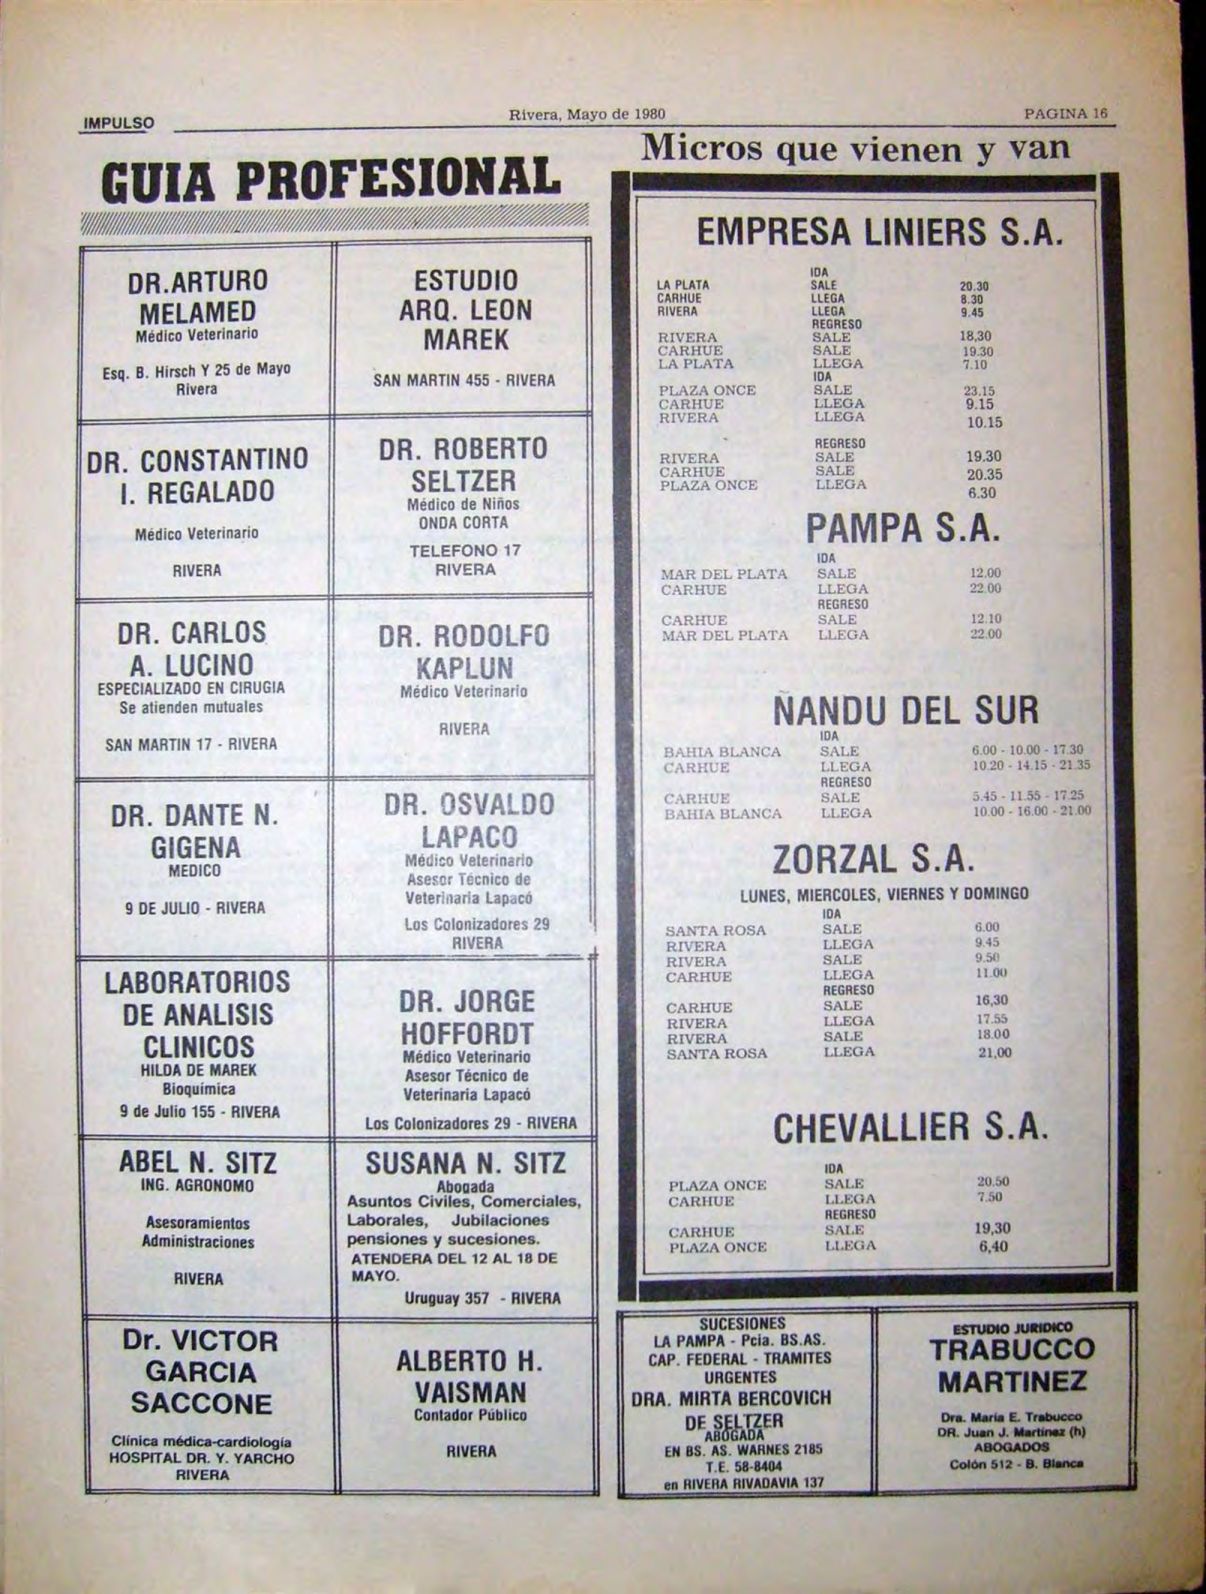 IMPULSO
Rivera, Mayo de 1980
PAGINA 16
GUIA PROFESIONAL
DR.ARTURO
MELAMED
Médico Veterinario
Esq. B. Hirsch Y 25 de Mayo
Rivera
ESTUDIO
ARQ. LEON
MAREK
SAN MARTIN 455 - RIVERA
DR. CONSTANTINO
I. REGALADO
Médico Veterinario
RIVERA
DR. ROBERTO
SELTZER
Médico de Niños
ONDA CORTA
TELEFONO 17
RIVERA
DR. CARLOS
A. LUCINO
ESPECIALIZADO EN CIRUGIA
Se atienden mutuales
SAN MARTIN 17 - RIVERA
DR. RODOLFO
KAPLUN
Médico Veterinario
RIVERA
DR. DANTE N.
GIGENA
MEDICO
9 DE JULIO - RIVERA
DR. OSVALDO
LAPACO
Médico Veterinario
Asesor Técnico de
Veterinaria Lapacó
Los Colonizadores 29
RIVERA
LABORATORIOS
DE ANALISIS
CLINICOS
HILDA DE MAREK
Bioquímica
9 de Julio 155 - RIVERA
DR. JORGE
HOFFORDT
Médico Veterinario
Asesor Técnico de
Veterinaria Lapacó
Los Colonizadores 29 - RIVERA
ABEL N. SITZ
ING. AGRONOMO
Asesoramientos
Administraciones
RIVERA
SUSANA N. SITZ
Abogada
Asuntos Civiles, Comerciales,
Laborales, Jubilaciones
pensiones y sucesiones.
ATENDERA DEL 12 AL 18 DE
MAYO.
Uruguay 357 - RIVERA
Dr. VICTOR
GARCIA
SACCONE
Clínica médica-cardiología
HOSPITAL DR. Y. YARCHO
RIVERA
ALBERTO H.
VAISMAN
Contador Público
RIVERA
Micros que vienen y van
EMPRESA LINIERS S.A.
IDA
LA PLATA SALE 20.30
CARHUE LLEGA 8.30
RIVERA LLEGA 9.45
REGRESO
RIVERA SALE 18,30
CARHUE SALE 19.30
LA PLATA LLEGA 7.10
IDA
PLAZA ONCE SALE 23.15
CARHUE LLEGA 9.15
RIVERA LLEGA 10.15
REGRESO
RIVERA SALE 19.30
CARHUE SALE 20.35
PLAZA ONCE LLEGA 6.30
PAMPA S.A.
IDA
MAR DEL PLATA SALE 12.00
CARHUE LLEGA 22.00
REGRESO
CARHUE SALE 12.10
MAR DEL PLATA LLEGA 22.00
ÑANDU DEL SUR
IDA
BAHIA BLANCA SALE 6.00 - 10.00 - 17.30
CARHUE LLEGA 10.20 - 14.15 - 21.35
REGRESO
CARHUE SALE 5.45 - 11.55 - 17.25
BAHIA BLANCA LLEGA 10.00 - 16.00 - 21.00
ZORZAL S.A.
LUNES, MIERCOLES, VIERNES Y DOMINGO
IDA
SANTA ROSA SALE 6.00
RIVERA LLEGA 9.45
RIVERA SALE 9.50
CARHUE LLEGA 11.00
REGRESO
CARHUE SALE 16,30
RIVERA LLEGA 17.55
RIVERA SALE 18.00
SANTA ROSA LLEGA 21,00
CHEVALLIER S.A.
IDA
PLAZA ONCE SALE 20.50
CARHUE LLEGA 7.50
REGRESO
CARHUE SALE 19,30
PLAZA ONCE LLEGA 6,40
SUCESIONES
LA PAMPA - Pcia. BS.AS.
CAP. FEDERAL - TRAMITES
URGENTES
DRA. MIRTA BERCOVICH
DE SELTZER
ABOGADA
EN BS. AS. WARNES 2185
T.E. 58-8404
en RIVERA RIVADAVIA 137
ESTUDIO JURIDICO
TRABUCCO
MARTINEZ
Dra. María E. Trabucco
DR. Juan J. Martínez (h)
ABOGADOS
Colón 512 - B. Blanca